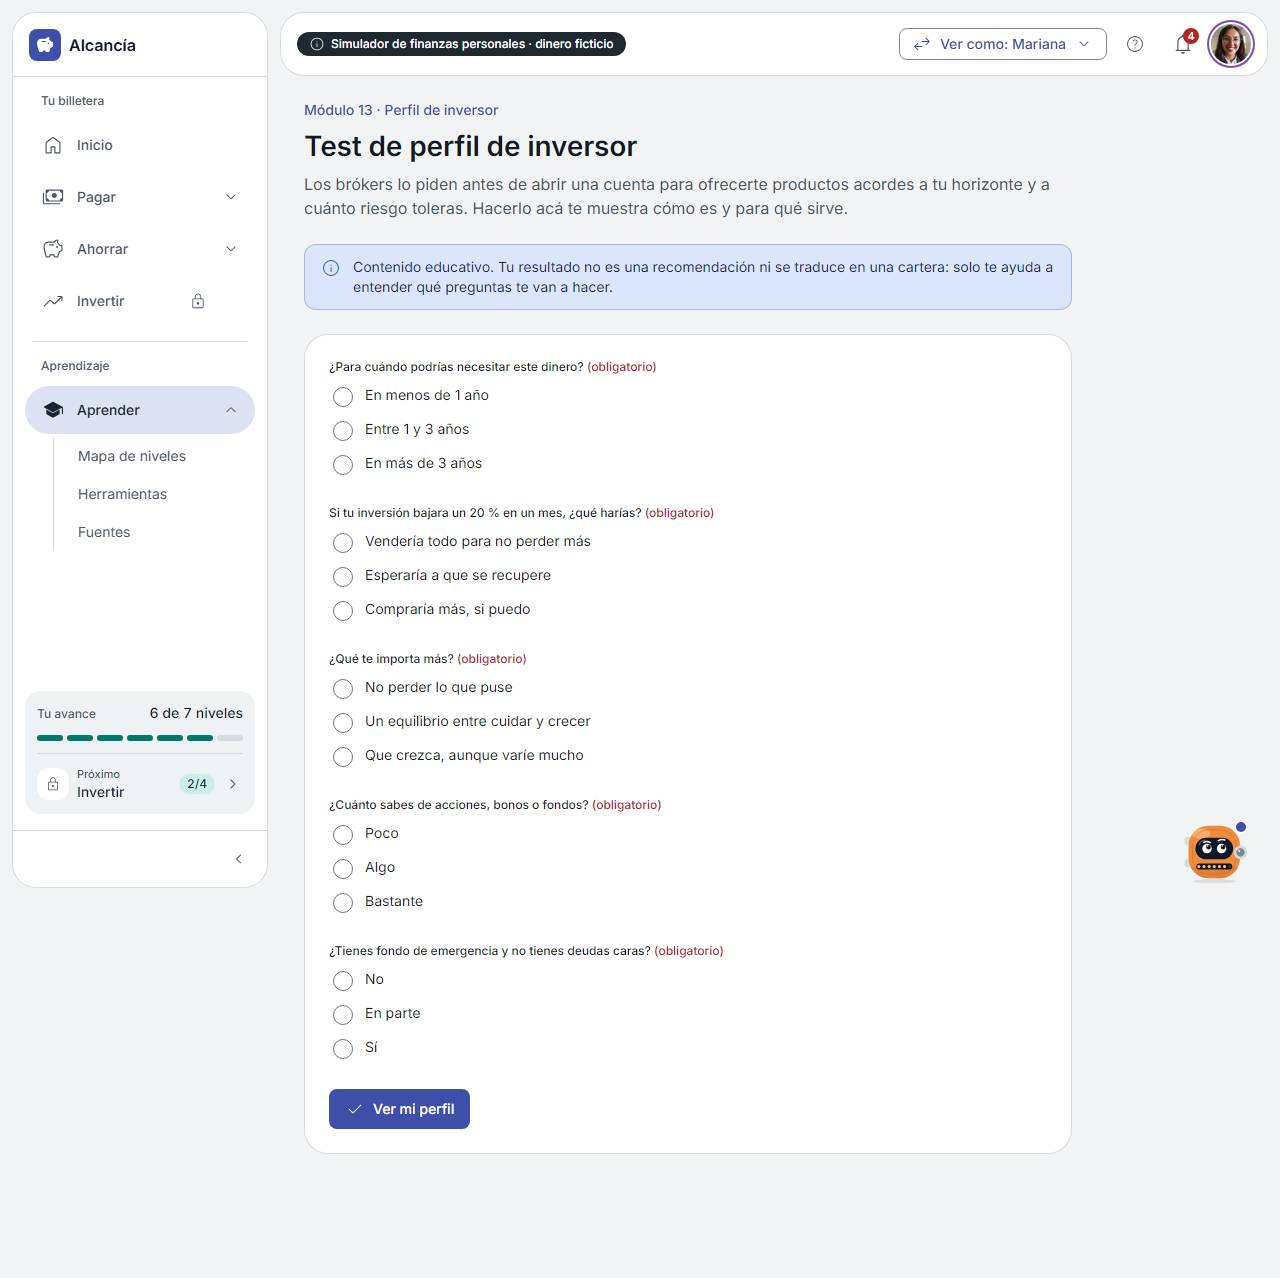 Alcancía
Tu billetera
Inicio
Pagar
Ahorrar
Invertir
Aprendizaje
Aprender
Mapa de niveles
Herramientas
Fuentes
Tu avance
6 de 7 niveles
Próximo
Invertir
2/4
Simulador de finanzas personales · dinero ficticio
Ver como: Mariana
4
Módulo 13 · Perfil de inversor
Test de perfil de inversor
Los brókers lo piden antes de abrir una cuenta para ofrecerte productos acordes a tu horizonte y a
cuánto riesgo toleras. Hacerlo acá te muestra cómo es y para qué sirve.
Contenido educativo. Tu resultado no es una recomendación ni se traduce en una cartera: solo te ayuda a
entender qué preguntas te van a hacer.
¿Para cuándo podrías necesitar este dinero? (obligatorio)
En menos de 1 año
Entre 1 y 3 años
En más de 3 años
Si tu inversión bajara un 20 % en un mes, ¿qué harías? (obligatorio)
Vendería todo para no perder más
Esperaría a que se recupere
Compraría más, si puedo
¿Qué te importa más? (obligatorio)
No perder lo que puse
Un equilibrio entre cuidar y crecer
Que crezca, aunque varíe mucho
¿Cuánto sabes de acciones, bonos o fondos? (obligatorio)
Poco
Algo
Bastante
¿Tienes fondo de emergencia y no tienes deudas caras? (obligatorio)
No
En parte
Sí
Ver mi perfil